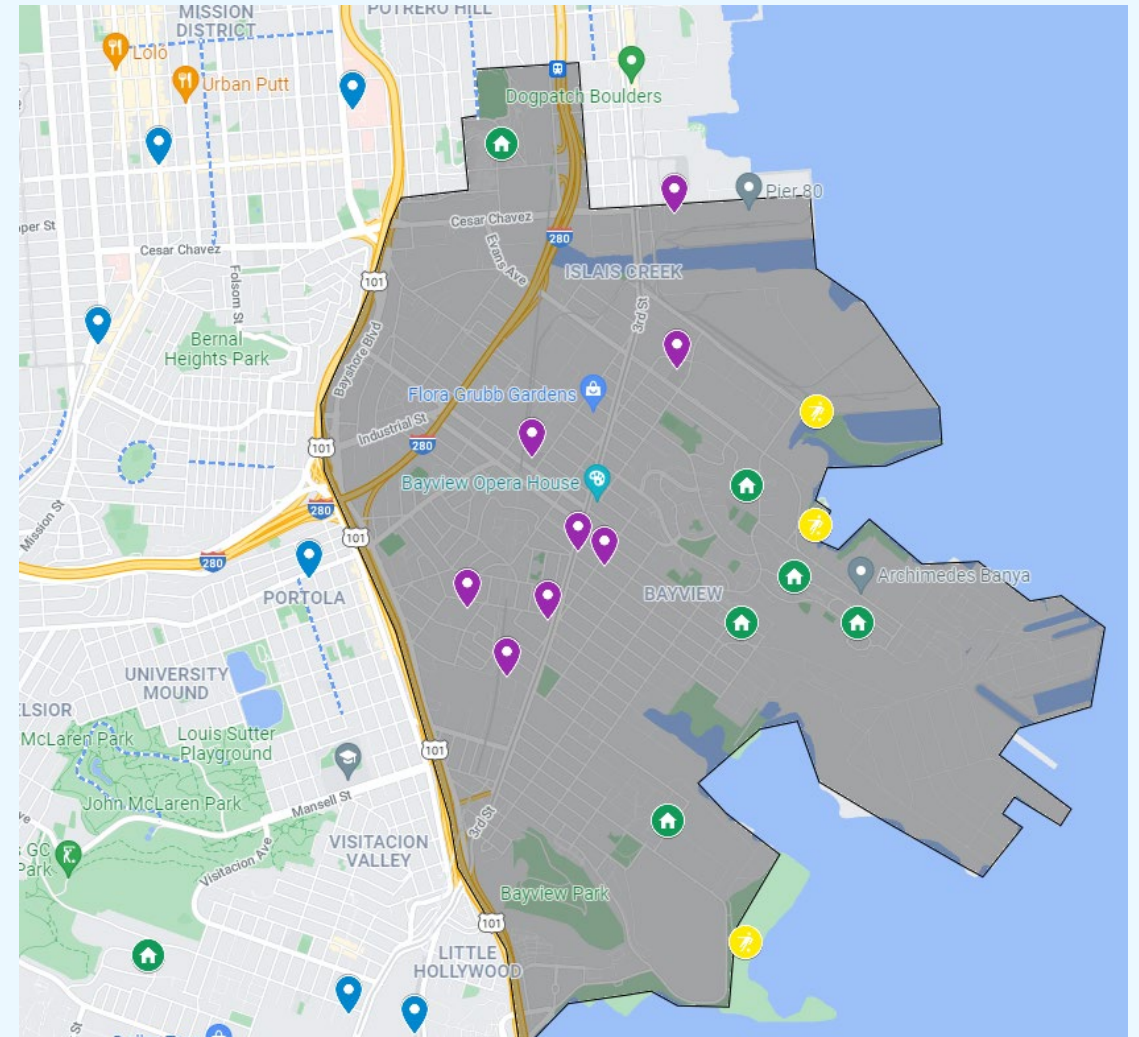 MISSION
DISTRICT
POTRERO HILL
Lolo
Urban Putt
Dogpatch Boulders
Pier 80
Cesar Chavez
Evans Ave
280
ISLAIS CREEK
Cesar Chavez
Folsom St
101
3rd St
Bernal
Heights Park
Bayshore Blvd
Flora Grubb Gardens
Industrial St
280
101
Bayview Opera House
Mission St
280
101
280
PORTOLA
BAYVIEW
Archimedes Banya
UNIVERSITY
MOUND
McLaren Park
Louis Sutter
Playground
101
John McLaren Park
Mansell St
3rd St
VISITACION
VALLEY
Visitacion Ave
GC
Park
Bayview Park
101
LITTLE
HOLLYWOOD
St